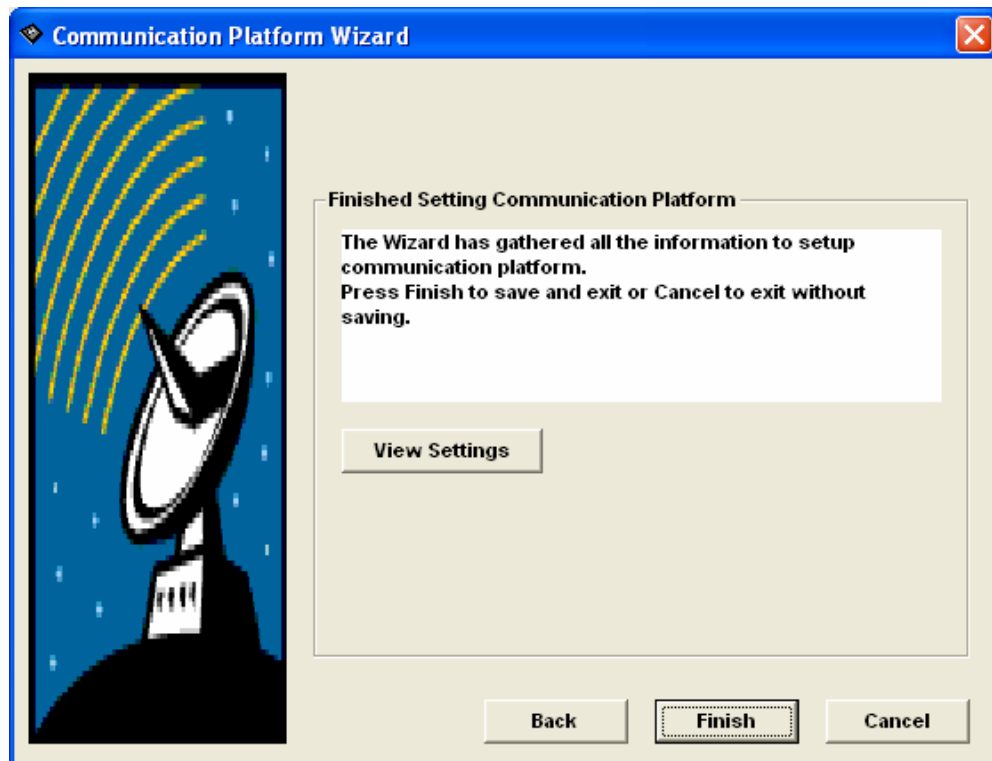 Communication Platform Wizard
Finished Setting Communication Platform
The Wizard has gathered all the information to setup
communication platform.
Press Finish to save and exit or Cancel to exit without
saving.
View Settings
Back
Finish
Cancel